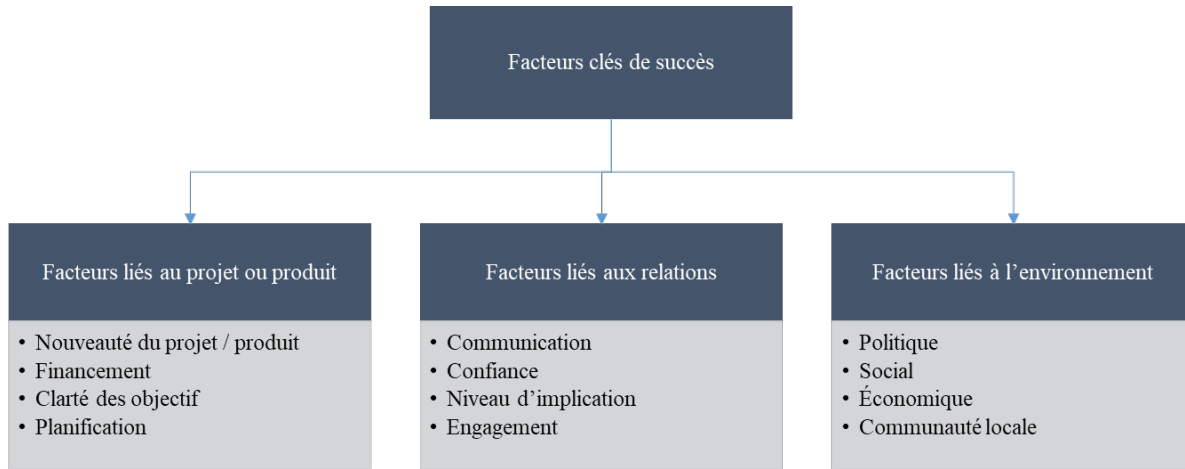 Facteurs clés de succès
Facteurs liés au projet ou produit
• Nouveauté du projet / produit
• Financement
• Clarté des objectif
• Planification
Facteurs liés aux relations
• Communication
• Confiance
• Niveau d’implication
• Engagement
Facteurs liés à l’environnement
• Politique
• Social
• Économique
• Communauté locale